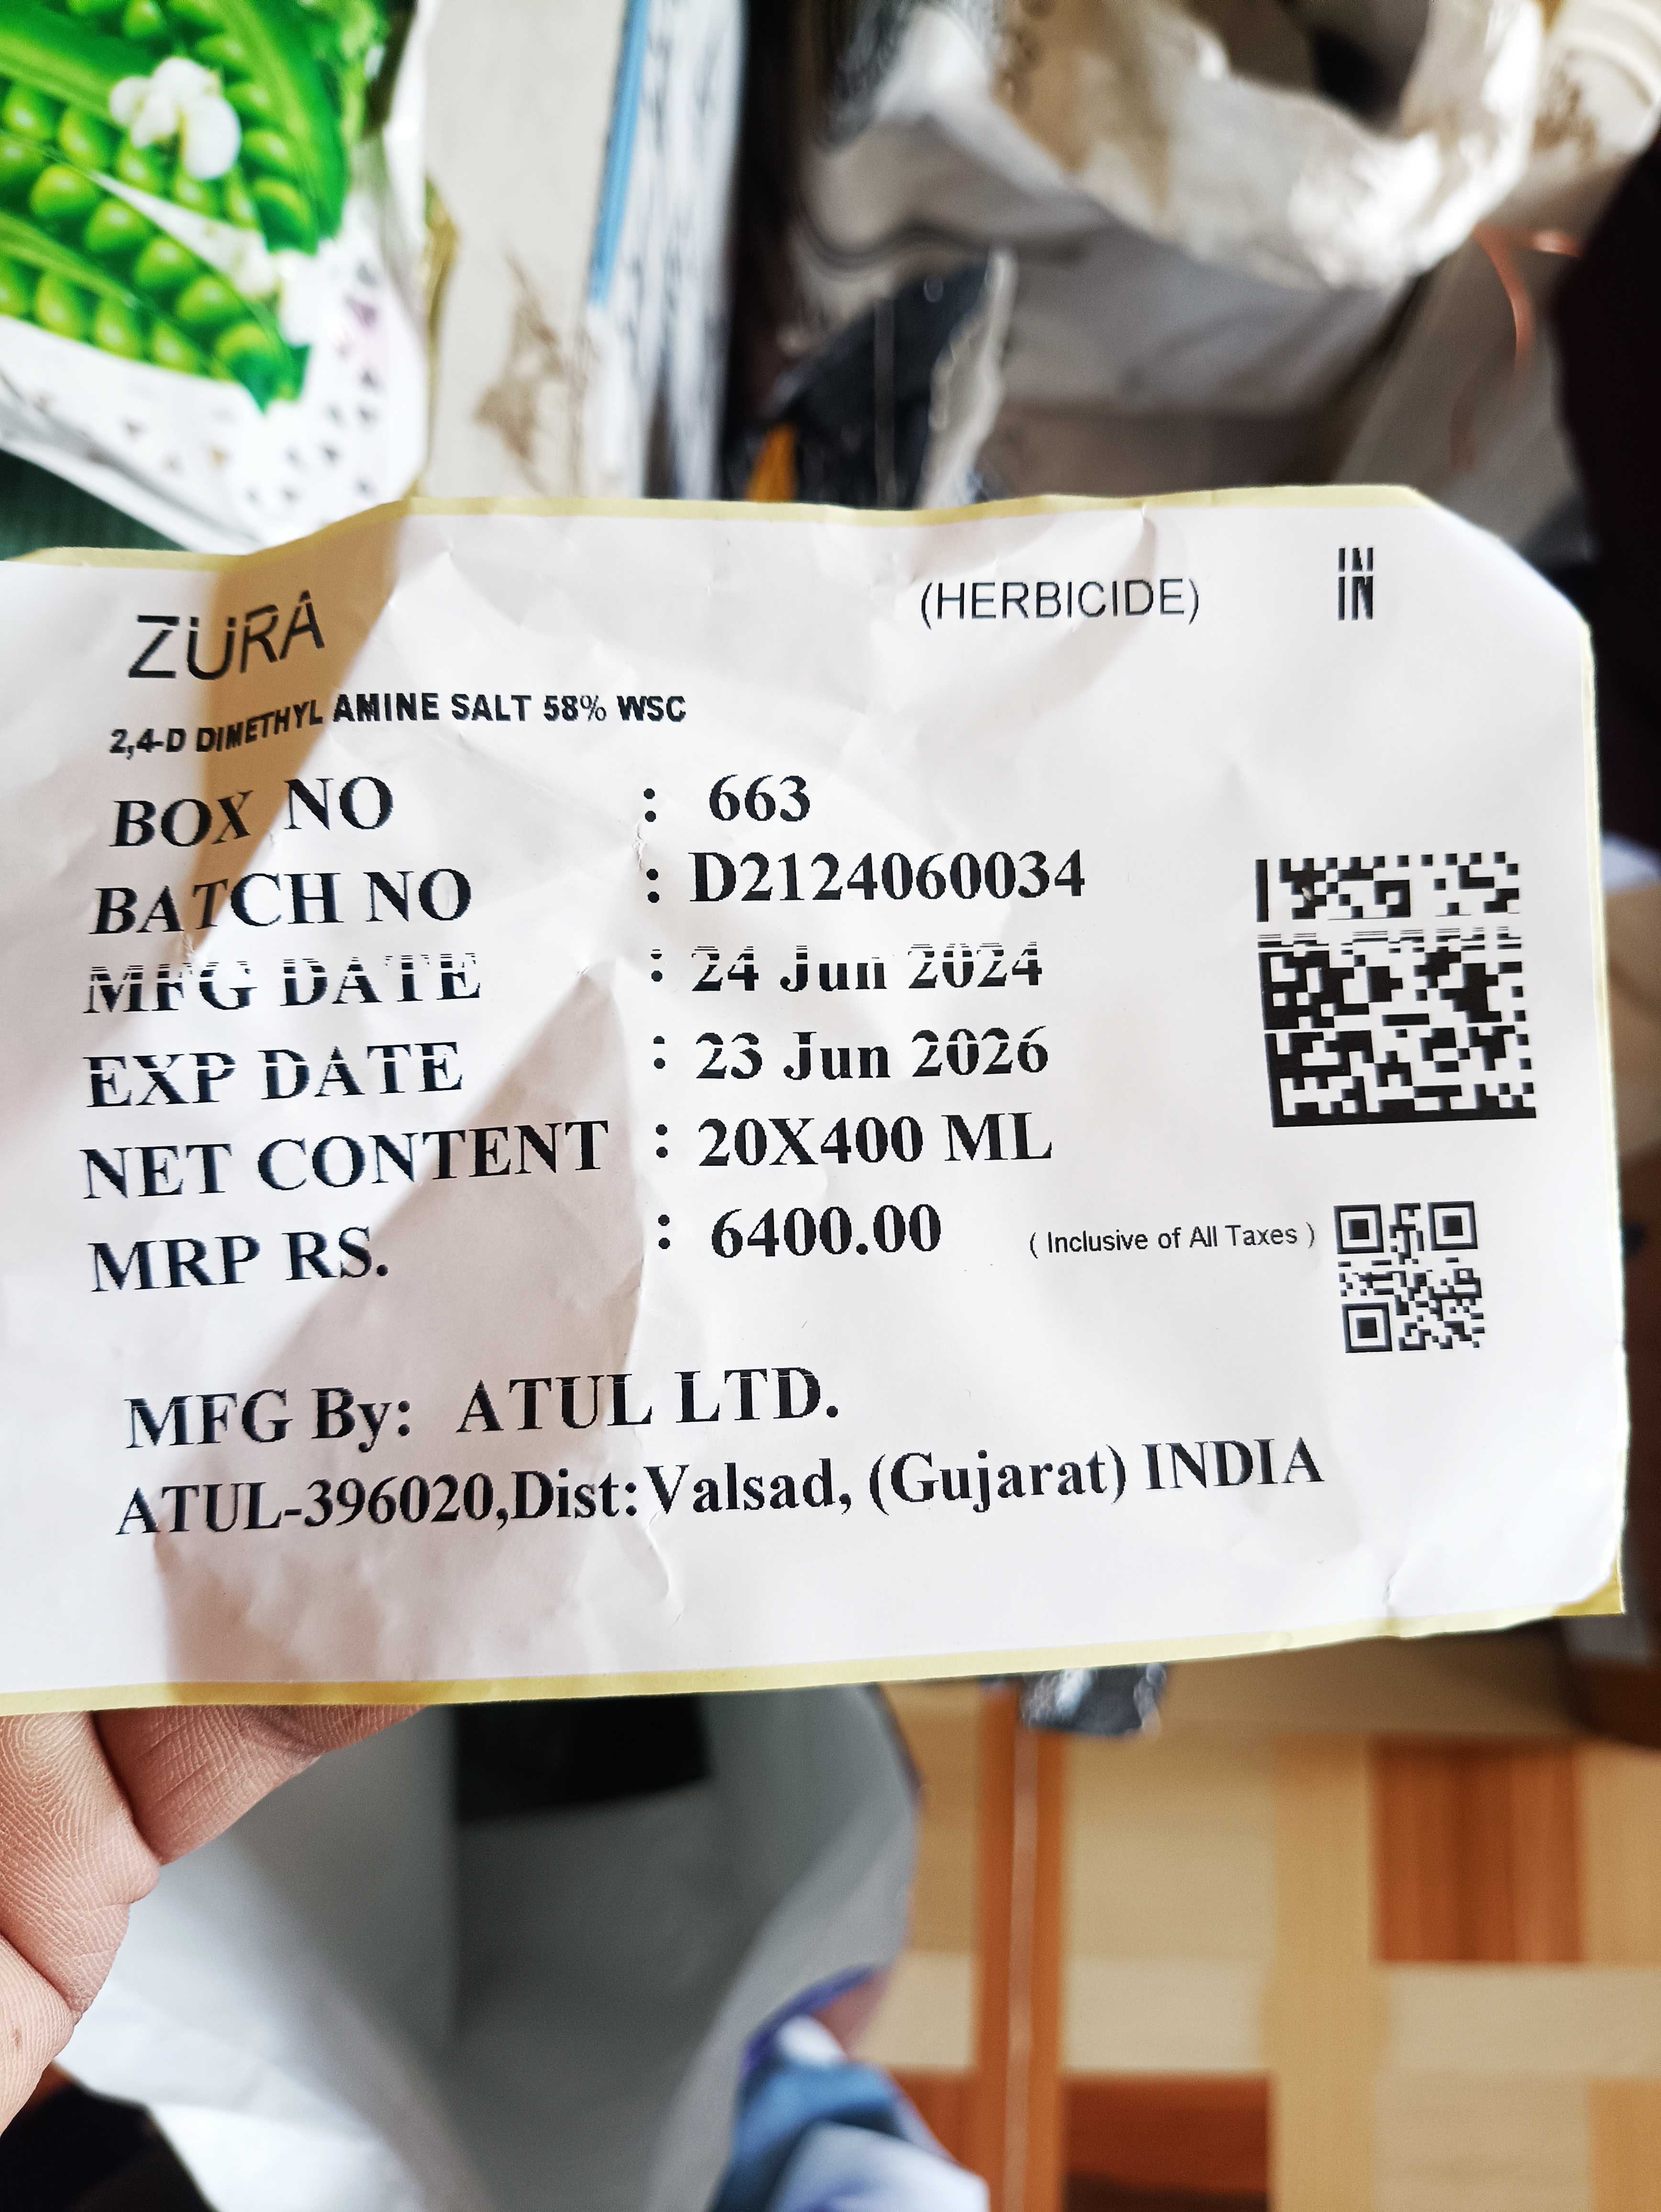 ZURA (HERBICIDE) IN
2,4-D DIMETHYL AMINE SALT 58% WSC
BOX NO : 663
BATCH NO : D2124060034
MFG DATE : 24 Jun 2024
EXP DATE : 23 Jun 2026
NET CONTENT : 20X400 ML
MRP RS. : 6400.00 ( Inclusive of All Taxes )
MFG By: ATUL LTD.
ATUL-396020,Dist:Valsad, (Gujarat) INDIA